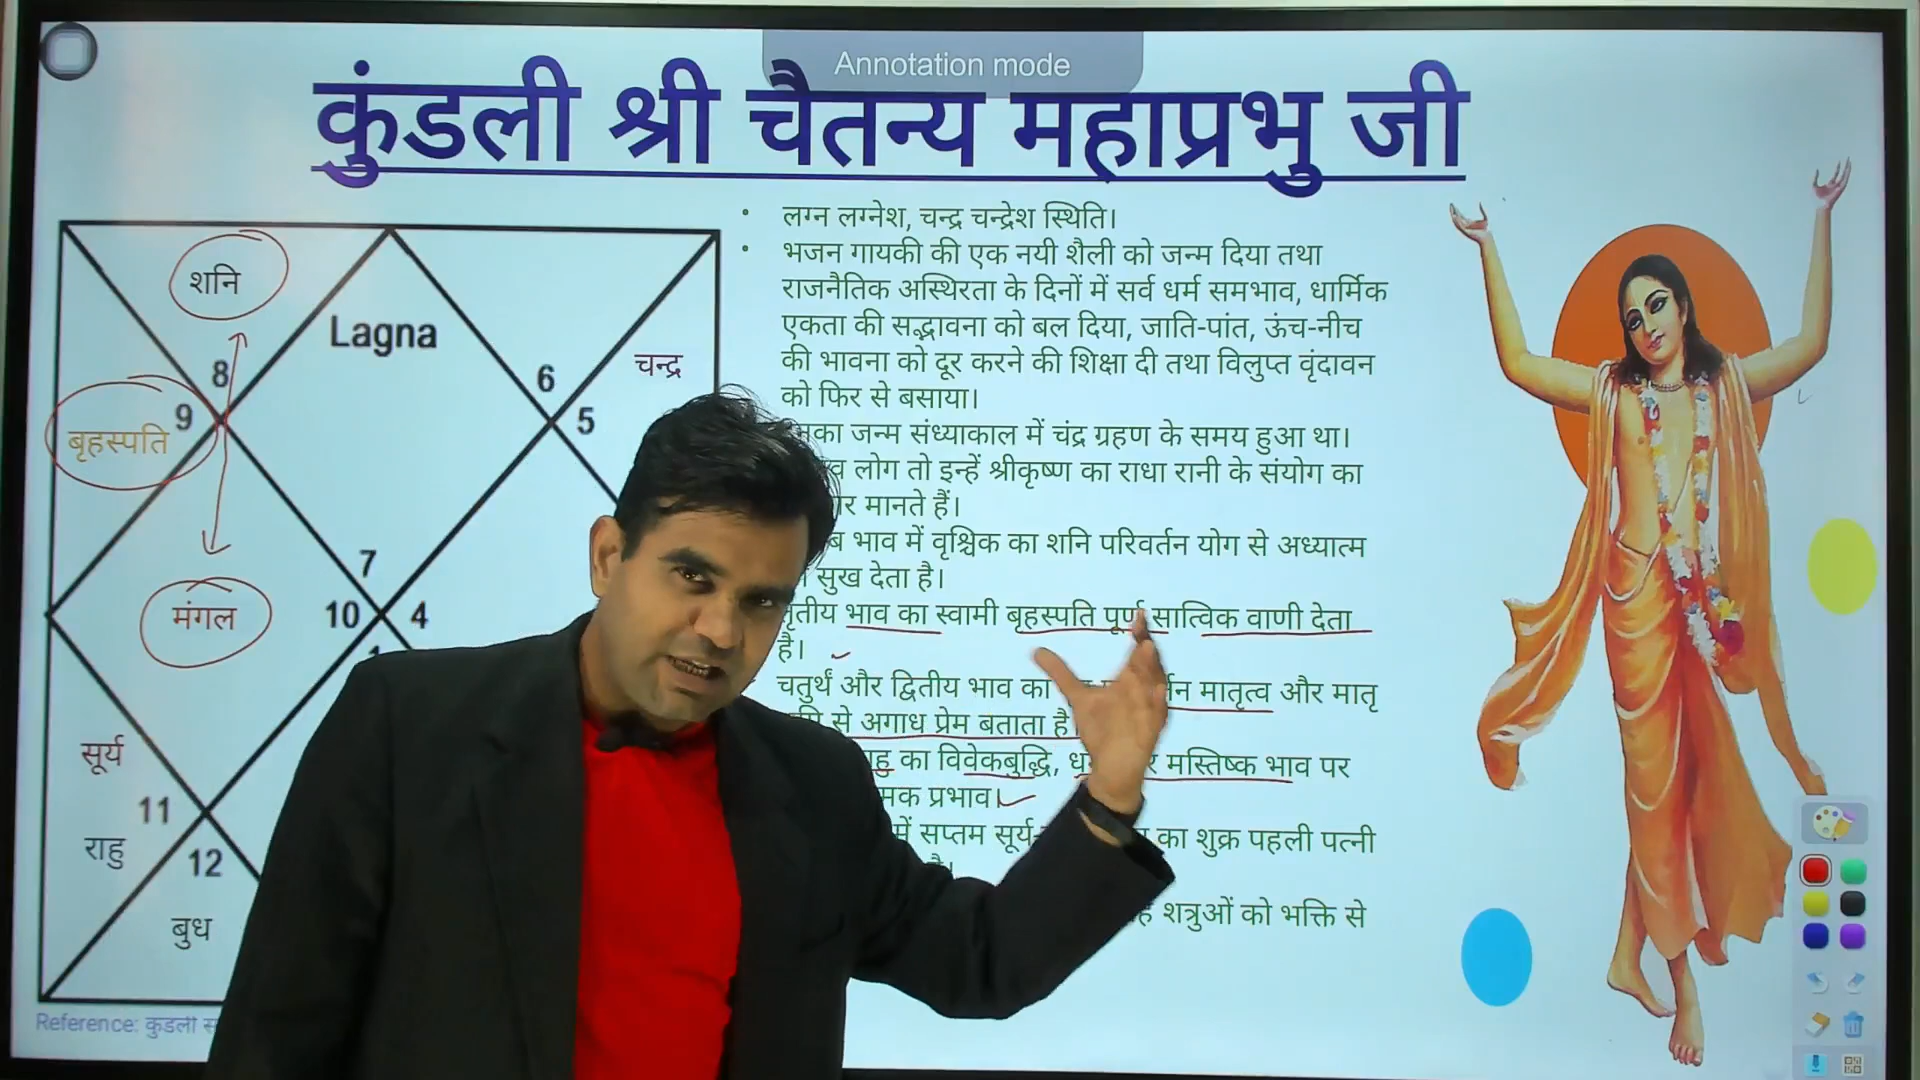 Annotation mode
कुंडली श्री चैतन्य महाप्रभु जी
लग्न लग्नेश, चन्द्र चन्द्रेश स्थिति।
भजन गायकी की एक नयी शैली को जन्म दिया तथा
राजनैतिक अस्थिरता के दिनों में सर्व धर्म समभाव, धार्मिक
एकता की सद्भावना को बल दिया, जाति-पांत, ऊंच-नीच
की भावना को दूर करने की शिक्षा दी तथा विलुप्त वृंदावन
को फिर से बसाया।
जन्म संध्याकाल में चंद्र ग्रहण के समय हुआ था।
लोग तो इन्हें श्रीकृष्ण का राधा रानी के संयोग का
मानते हैं।
भाव में वृश्चिक का शनि परिवर्तन योग से अध्यात्म
सुख देता है।
भाव का स्वामी बृहस्पति पूर्ण सात्विक वाणी देता
है।
चतुर्थ और द्वितीय भाव का मातृत्व और मातृ
से अगाध प्रेम बताता है
का विवेकबुद्धि, मस्तिष्क भाव पर
प्रभाव।
में सप्तम सूर्य का शुक्र पहली पत्नी
है।
शत्रुओं को भक्ति से
शनि
Lagna
8
6
चन्द्र
9
5
बृहस्पति
7
10
4
मंगल
सूर्य
11
राहु
12
बुध
Reference: कुडली